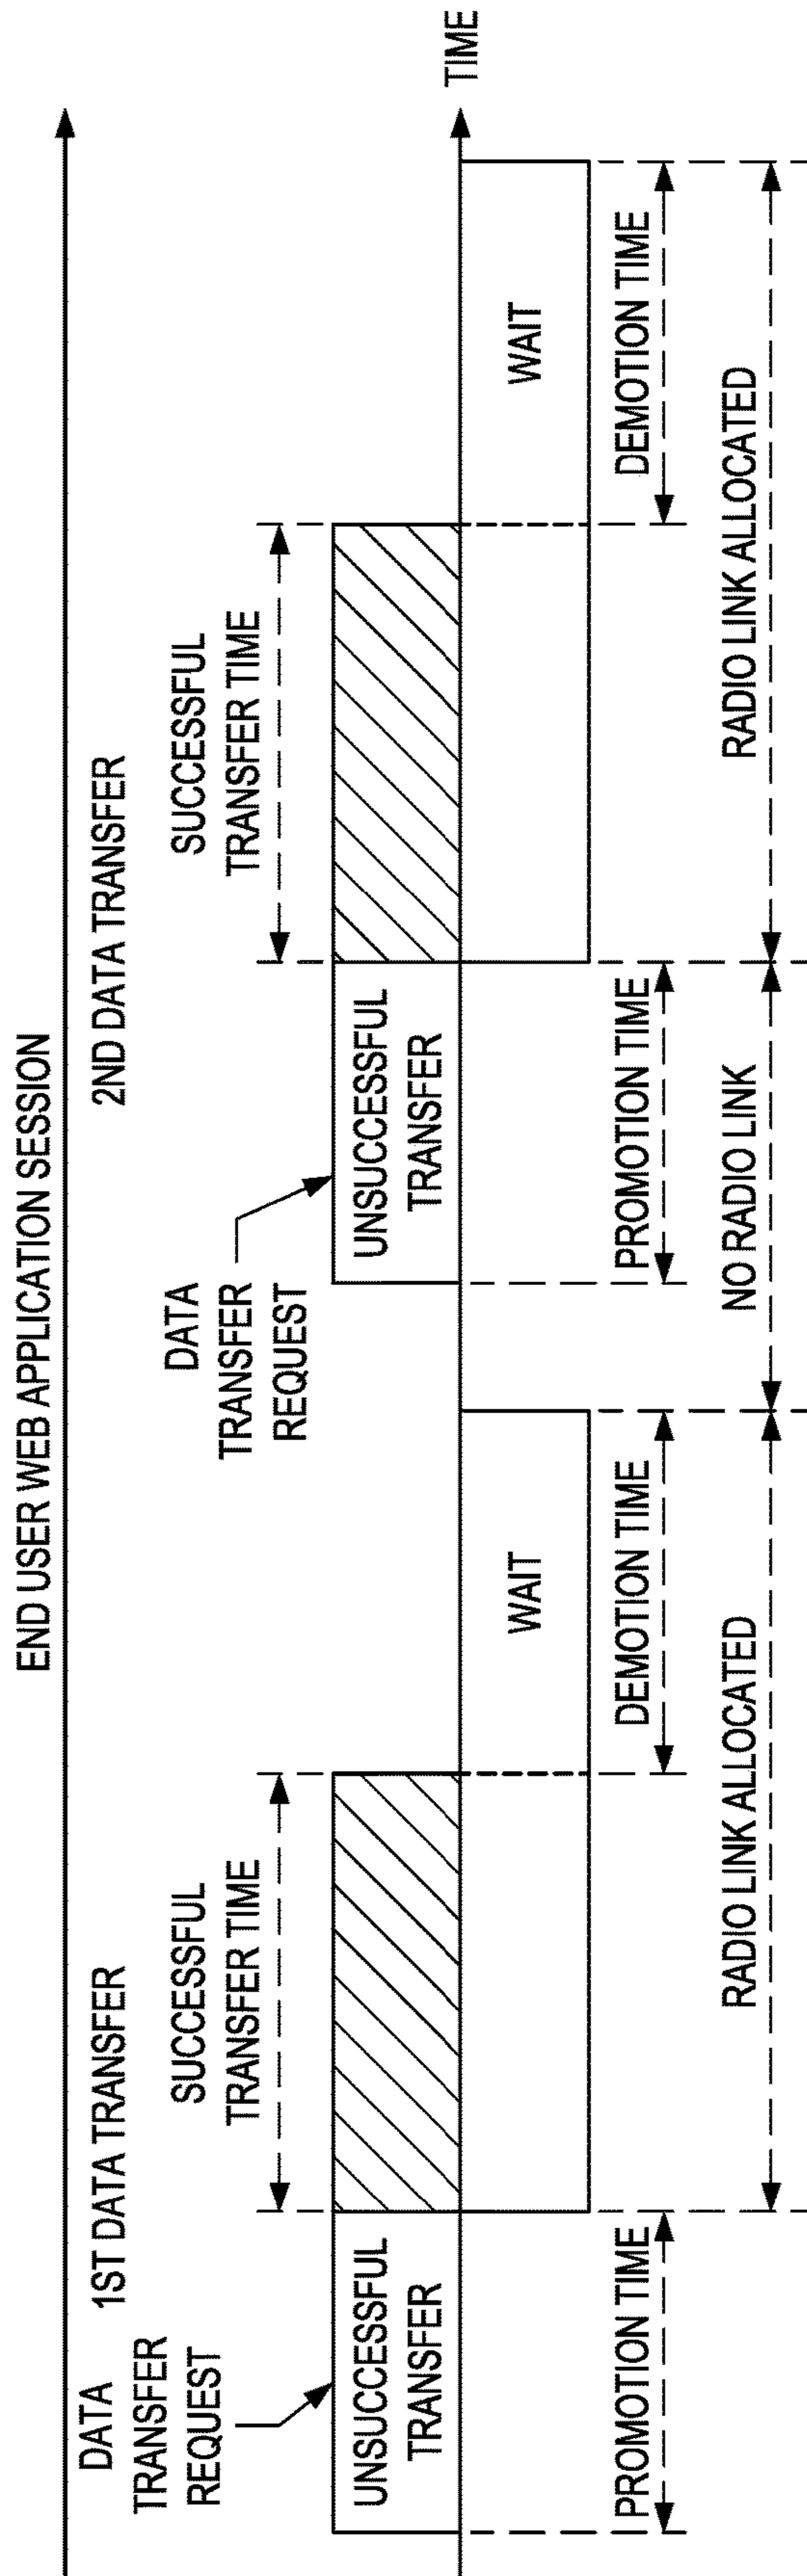 END USER WEB APPLICATION SESSION
1ST DATA TRANSFER
2ND DATA TRANSFER
DATA
TRANSFER
REQUEST
SUCCESSFUL
TRANSFER TIME
DATA
TRANSFER
REQUEST
SUCCESSFUL
TRANSFER TIME
UNSUCCESSFUL
TRANSFER
UNSUCCESSFUL
TRANSFER
TIME
WAIT
WAIT
PROMOTION TIME
DEMOTION TIME
PROMOTION TIME
DEMOTION TIME
RADIO LINK ALLOCATED
NO RADIO LINK
RADIO LINK ALLOCATED